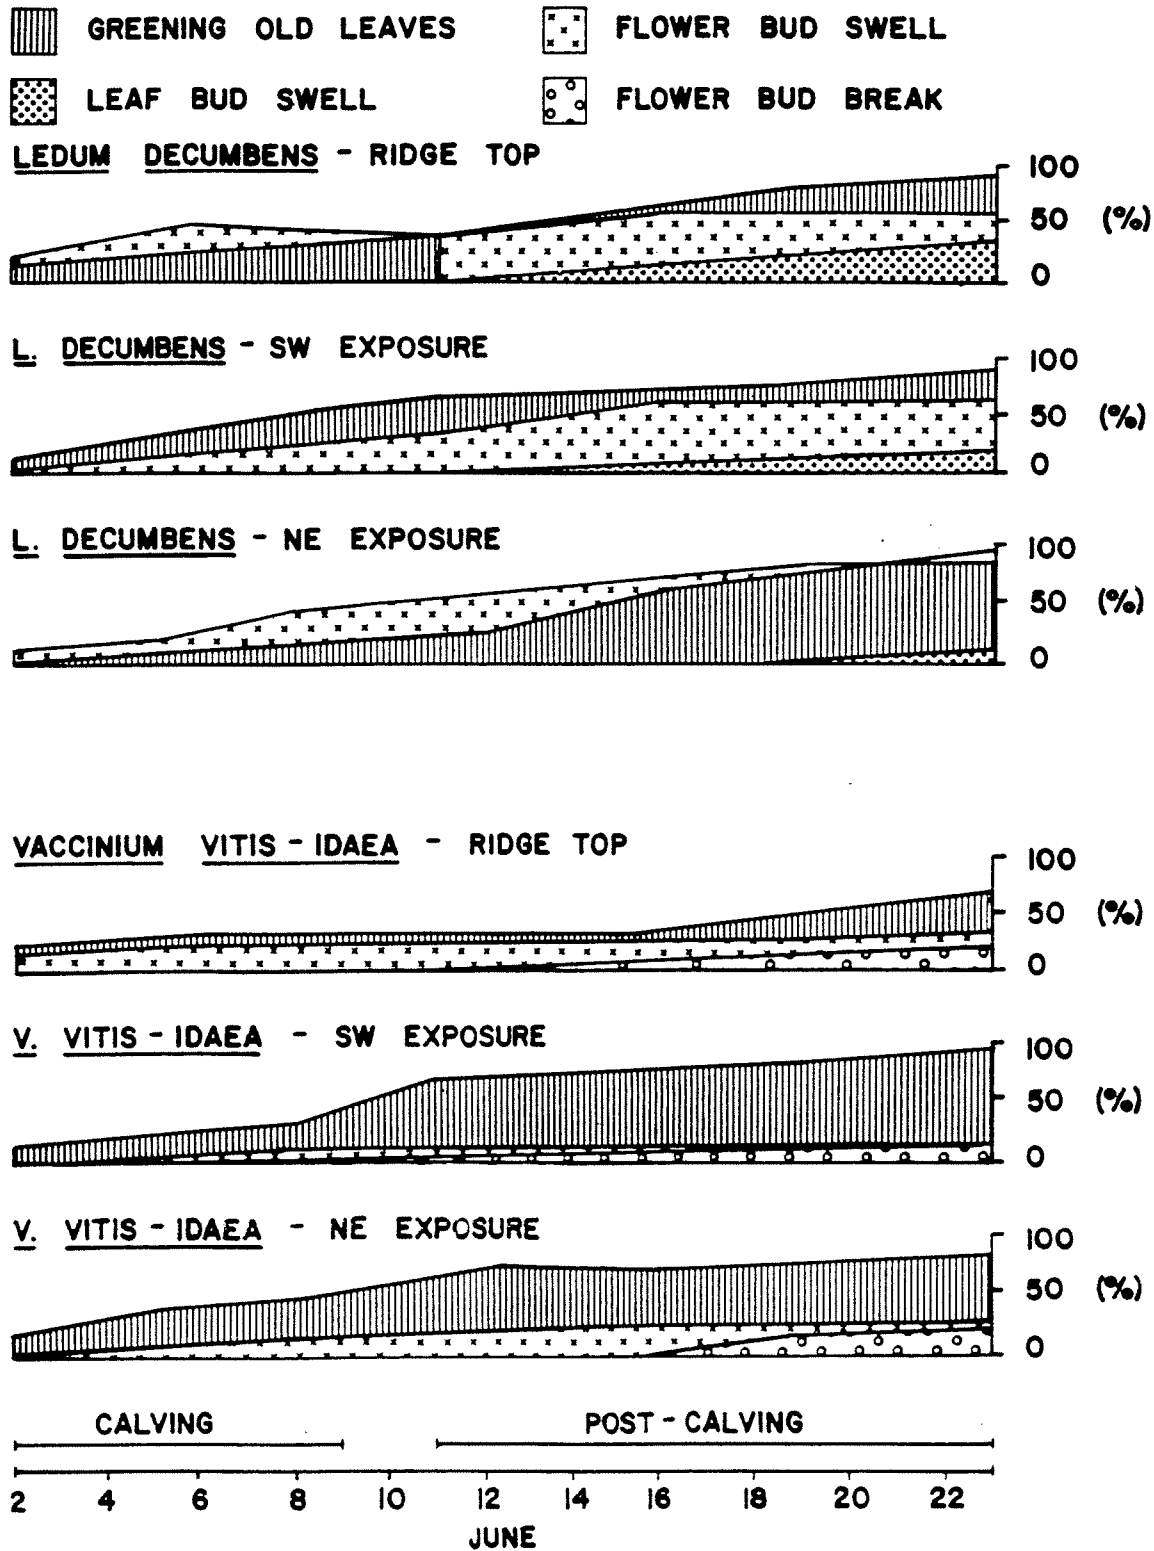 GREENING OLD LEAVES
FLOWER BUD SWELL
LEAF BUD SWELL
FLOWER BUD BREAK
LEDUM DECUMBENS - RIDGE TOP
100
50 (%)
0
L. DECUMBENS - SW EXPOSURE
100
50 (%)
0
L. DECUMBENS - NE EXPOSURE
100
50 (%)
0
VACCINIUM VITIS-IDAEA - RIDGE TOP
100
50 (%)
0
V. VITIS-IDAEA - SW EXPOSURE
100
50 (%)
0
V. VITIS-IDAEA - NE EXPOSURE
100
50 (%)
0
CALVING POST-CALVING
2 4 6 8 10 12 14 16 18 20 22
JUNE